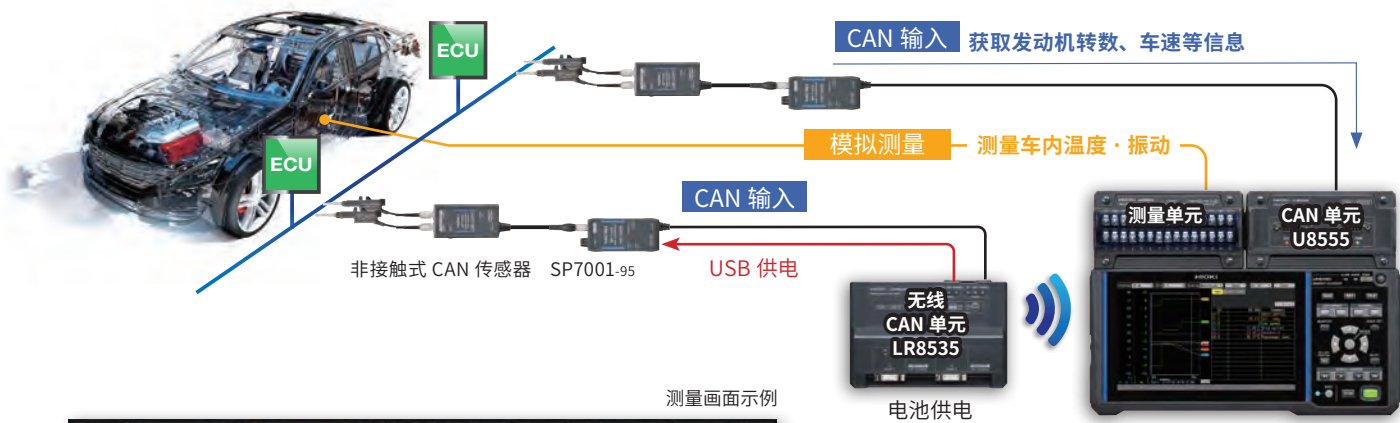 CAN 输入 获取发动机转数、车速等信息
ECU
模拟测量 测量车内温度 · 振动
ECU
CAN 输入
测量单元
CAN 单元
U8555
非接触式 CAN 传感器 SP7001-95
USB 供电
HIOKI
无线
CAN 单元
LR8535
测量画面示例
电池供电